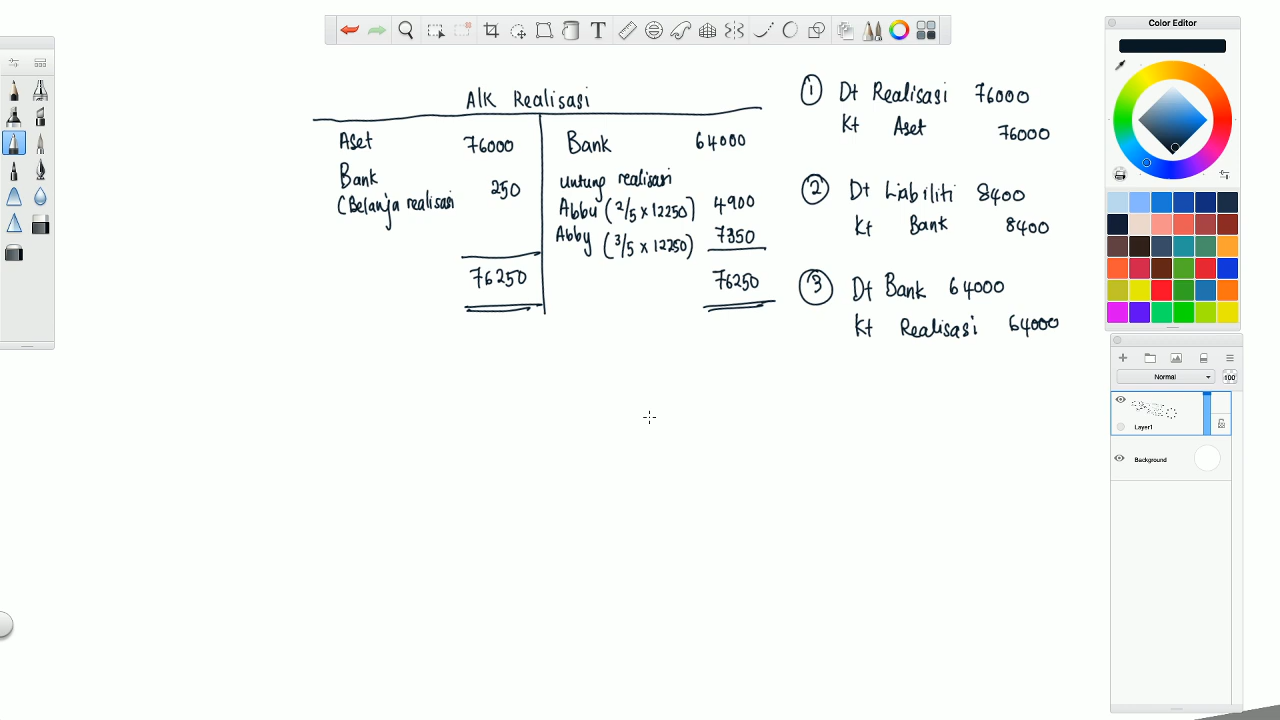 Color Editor
Alk Realisasi
Aset 76000
Bank
(Belanja realisasi 250
76250
Bank 64000
untung realisasi
Abbu (2/5 x 12250) 4900
Abby (3/5 x 12250) 7350
76250
1 Dt Realisasi 76000
Kt Aset 76000
2 Dt Liabiliti 8400
Kt Bank 8400
3 Dt Bank 64000
Kt Realisasi 64000
Normal
100
Layer1
Background